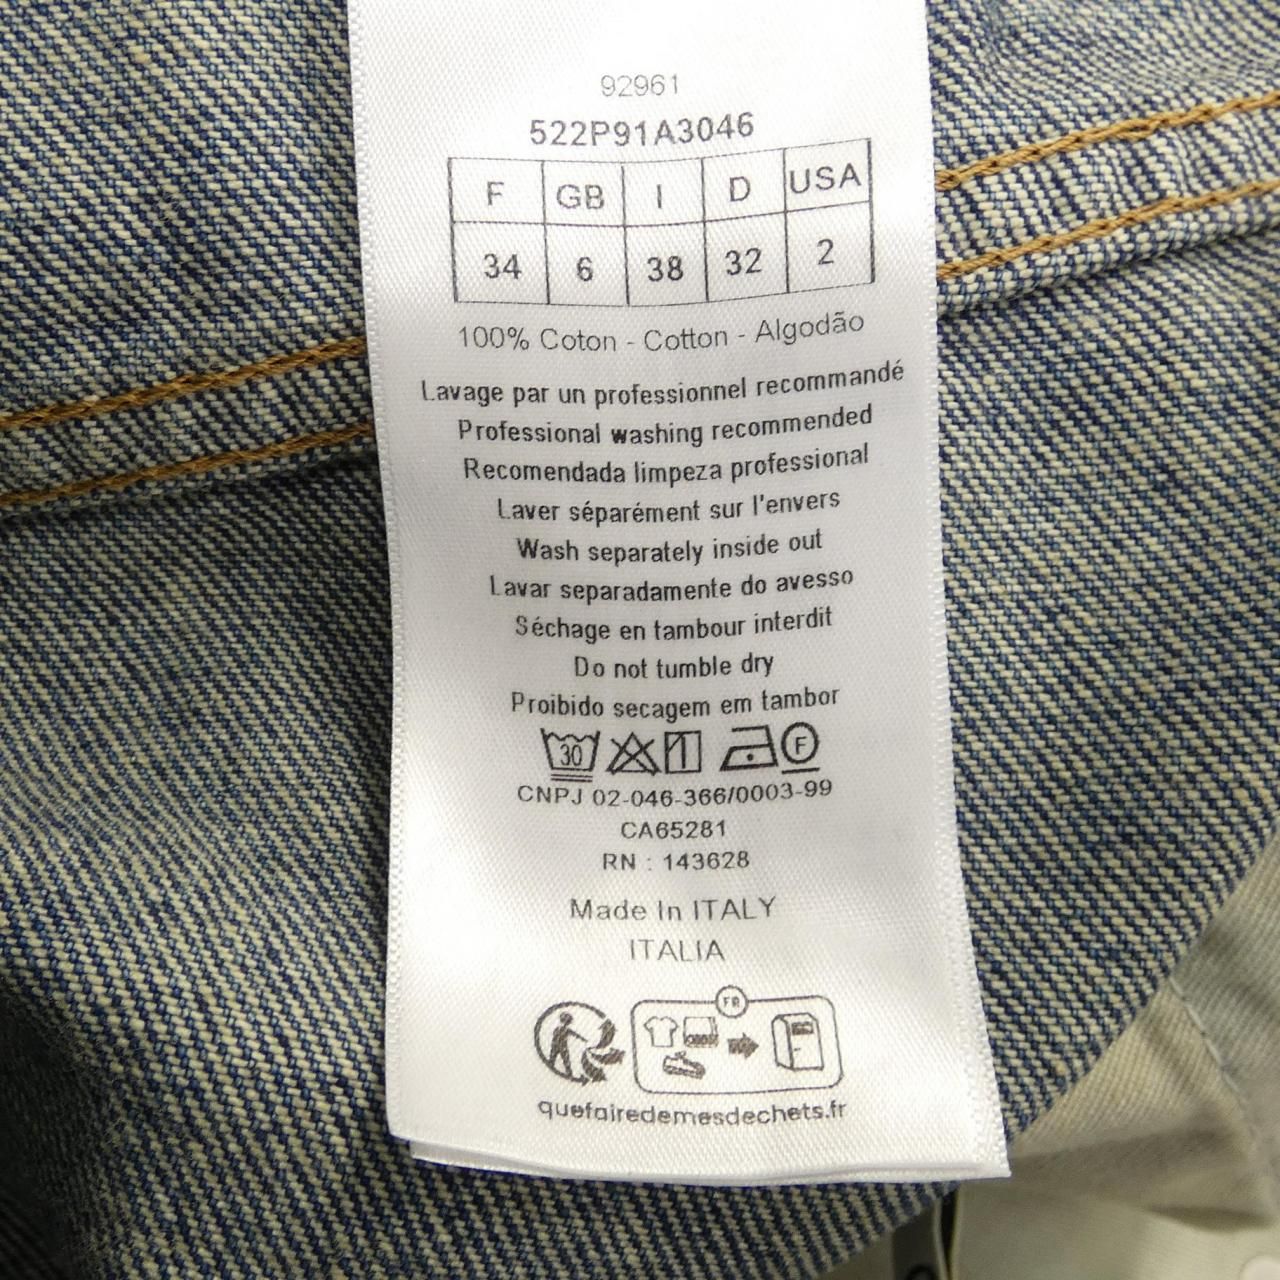 92961
522P91A3046
F GB I D USA
34 6 38 32 2
100% Coton - Cotton - Algodão
Lavage par un professionnel recommandé
Professional washing recommended
Recomendada limpeza professional
Laver séparément sur l'envers
Wash separately inside out
Lavar separadamente do avesso
Séchage en tambour interdit
Do not tumble dry
Proibido secagem em tambor
30 F
CNPJ 02-046-366/0003-99
CA65281
RN : 143628
Made In ITALY
ITALIA
FR
quefairedemesdechets.fr